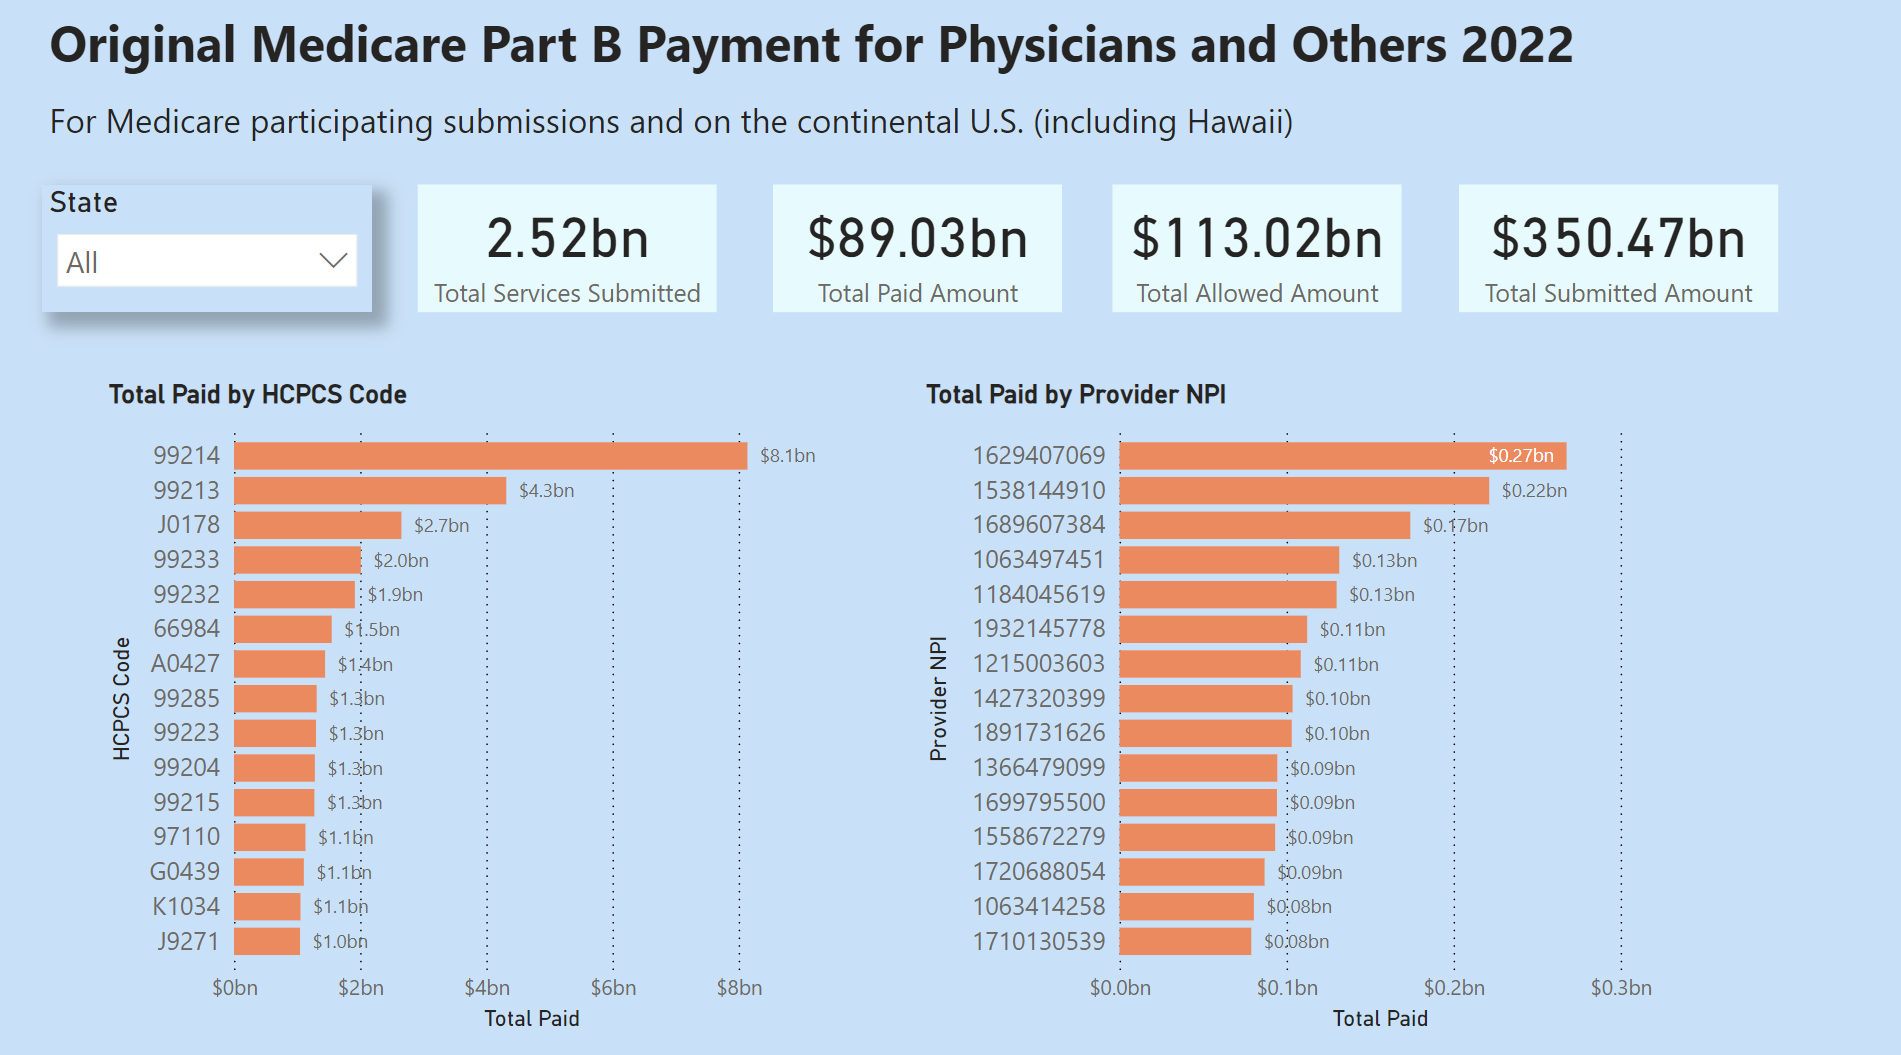 Original Medicare Part B Payment for Physicians and Others 2022
For Medicare participating submissions and on the continental U.S. (including Hawaii)
State
All
2.52bn
Total Services Submitted
$89.03bn
Total Paid Amount
$113.02bn
Total Allowed Amount
$350.47bn
Total Submitted Amount
Total Paid by HCPCS Code
HCPCS Code
99214 $8.1bn
99213 $4.3bn
J0178 $2.7bn
99233 $2.0bn
99232 $1.9bn
66984 $1.5bn
A0427 $1.4bn
99285 $1.3bn
99223 $1.3bn
99204 $1.3bn
99215 $1.3bn
97110 $1.1bn
G0439 $1.1bn
K1034 $1.1bn
J9271 $1.0bn
$0bn $2bn $4bn $6bn $8bn
Total Paid
Total Paid by Provider NPI
Provider NPI
1629407069 $0.27bn
1538144910 $0.22bn
1689607384 $0.17bn
1063497451 $0.13bn
1184045619 $0.13bn
1932145778 $0.11bn
1215003603 $0.11bn
1427320399 $0.10bn
1891731626 $0.10bn
1366479099 $0.09bn
1699795500 $0.09bn
1558672279 $0.09bn
1720688054 $0.09bn
1063414258 $0.08bn
1710130539 $0.08bn
$0.0bn $0.1bn $0.2bn $0.3bn
Total Paid